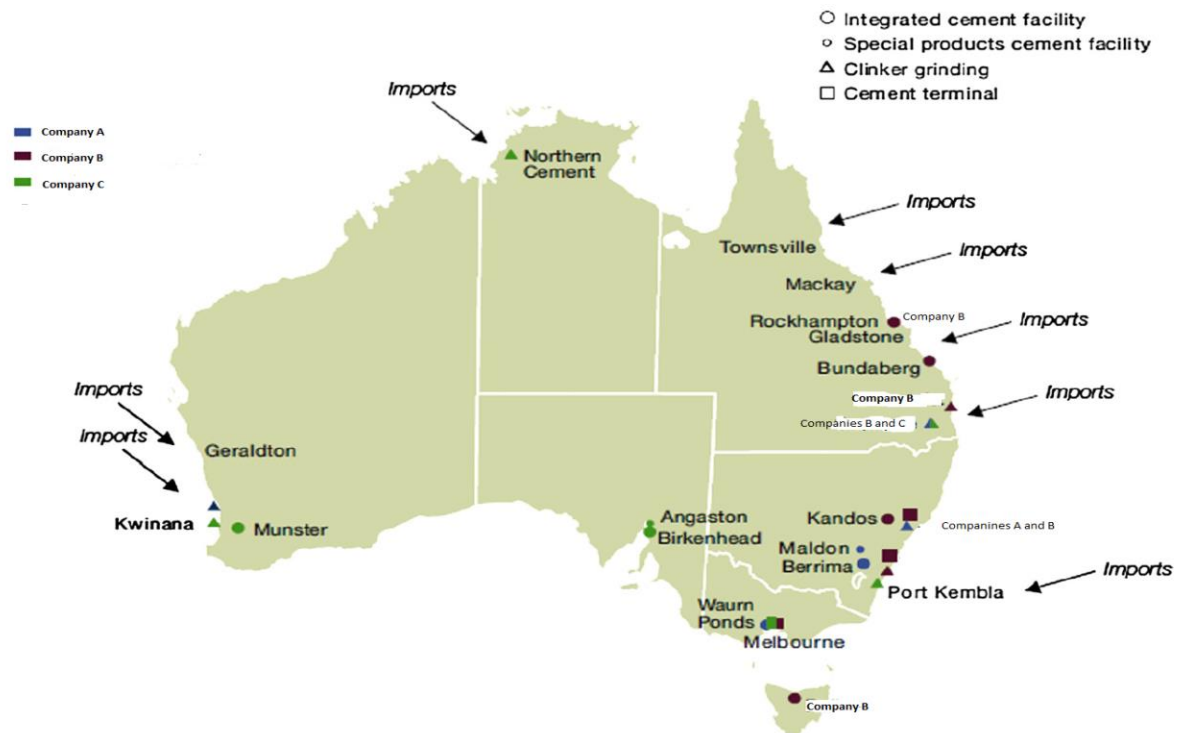 Integrated cement facility
Special products cement facility
Clinker grinding
Cement terminal
Imports
Company A
Company B
Company C
Northern
Cement
Imports
Townsville
Imports
Mackay
Rockhampton
Company B
Gladstone
Imports
Bundaberg
Company B
Imports
Companies B and C
Imports
Imports
Geraldton
Kwinana
Munster
Angaston
Birkenhead
Kandos
Companines A and B
Maldon
Berrima
Imports
Port Kembla
Waurn
Ponds
Melbourne
Company B